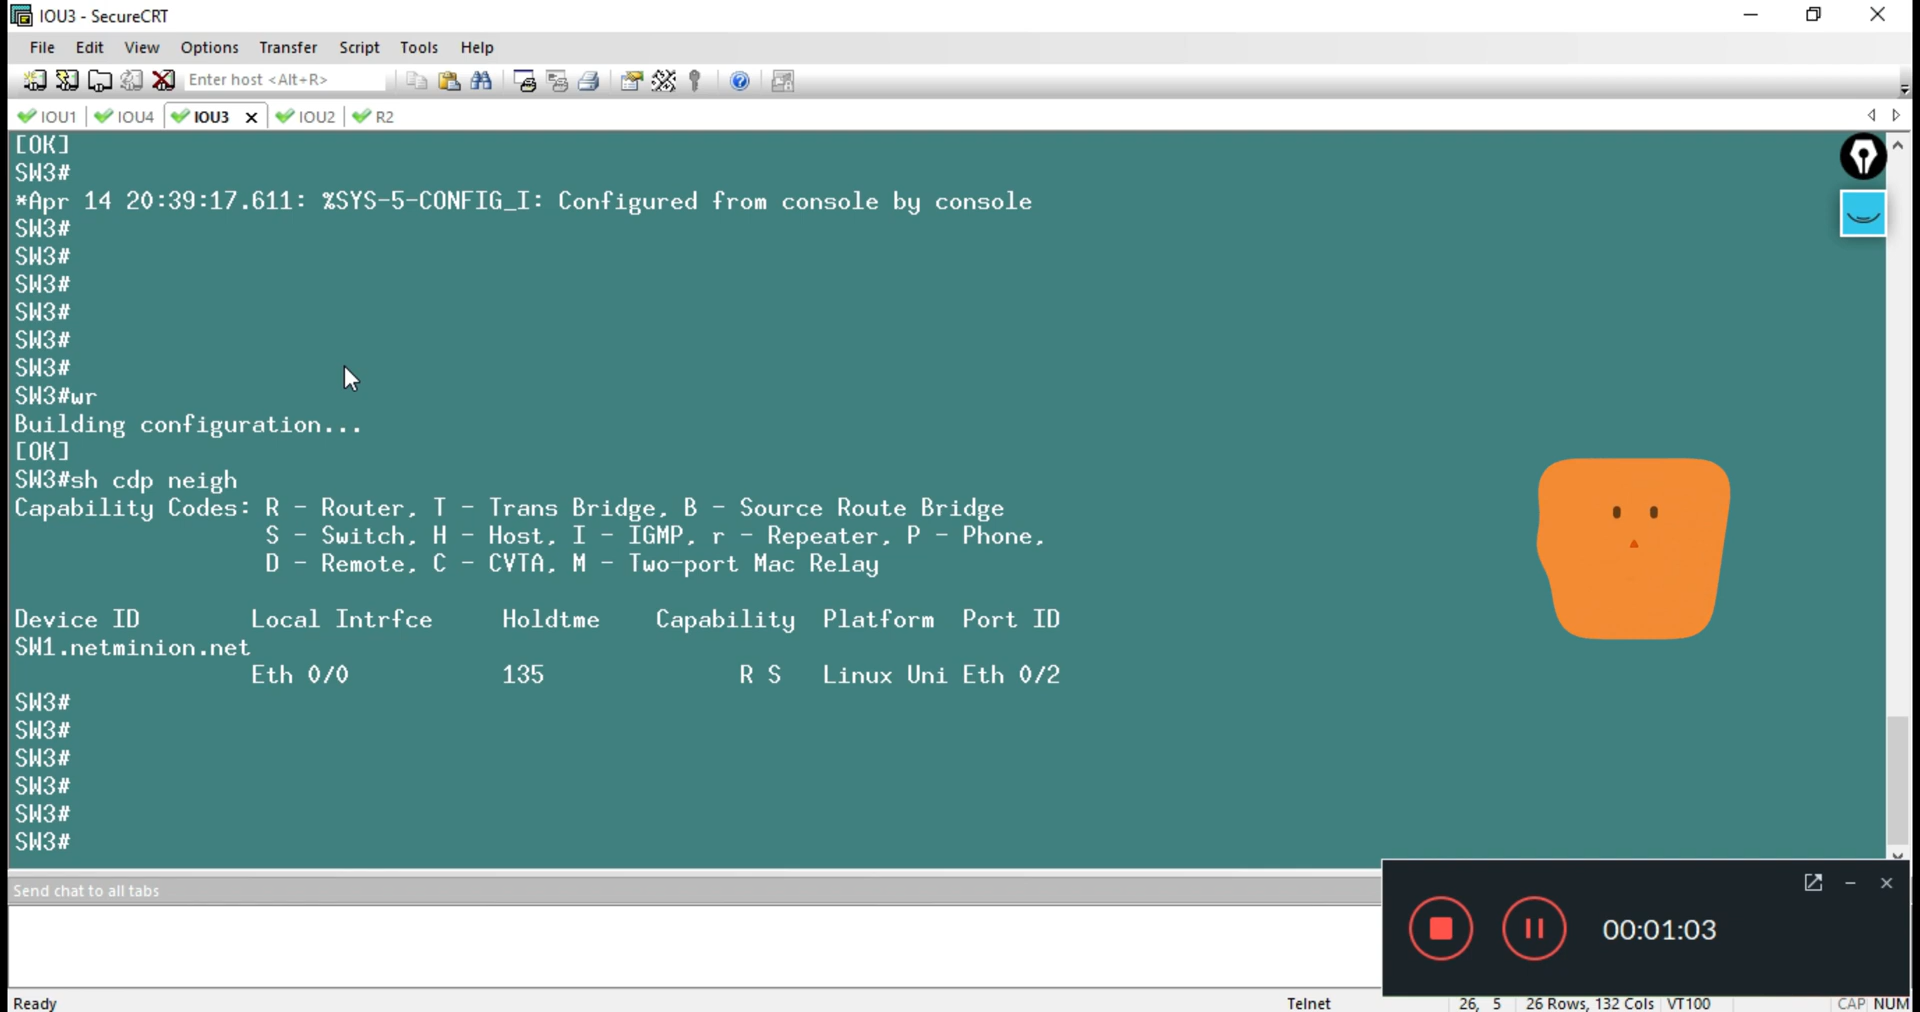 IOU3 - SecureCRT
File Edit View Options Transfer Script Tools Help
Enter host <Alt+R>
IOU1 IOU4 IOU3 IOU2 R2
[OK]
SW3#
*Apr 14 20:39:17.611: %SYS-5-CONFIG_I: Configured from console by console
SW3#
SW3#
SW3#
SW3#
SW3#
SW3#
SW3#wr
Building configuration...
[OK]
SW3#sh cdp neigh
Capability Codes: R - Router, T - Trans Bridge, B - Source Route Bridge
S - Switch, H - Host, I - IGMP, r - Repeater, P - Phone,
D - Remote, C - CVTA, M - Two-port Mac Relay
Device ID Local Intrfce Holdtme Capability Platform Port ID
SW1.netminion.net
Eth 0/0 135 R S Linux Uni Eth 0/2
SW3#
SW3#
SW3#
SW3#
SW3#
SW3#
Send chat to all tabs
00:01:03
Ready Telnet 26, 5 26 Rows, 132 Cols VT100 CAP NUM